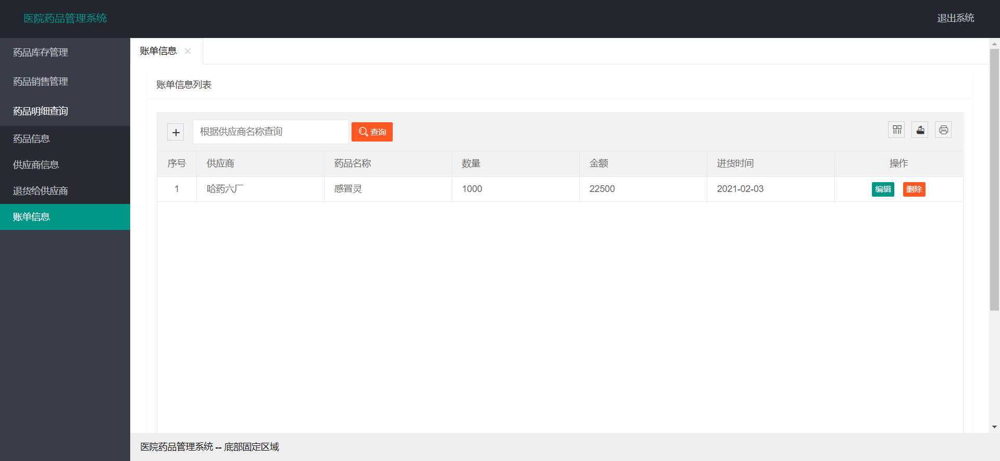 医院药品管理系统
退出系统
药品库存管理
药品销售管理
药品明细查询
药品信息
供应商信息
退货给供应商
账单信息
账单信息
账单信息列表
根据供应商名称查询
查询
序号 供应商 药品名称 数量 金额 进货时间 操作
1 哈药六厂 感冒灵 1000 22500 2021-02-03 编辑 删除
医院药品管理系统 -- 底部固定区域